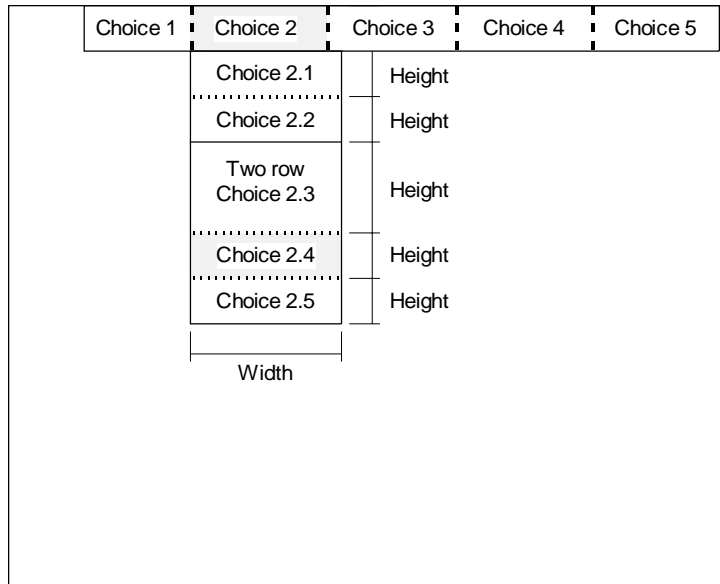 Choice 1 Choice 2 Choice 3 Choice 4 Choice 5
Choice 2.1 Height
Choice 2.2 Height
Two row
Choice 2.3 Height
Choice 2.4 Height
Choice 2.5 Height
Width